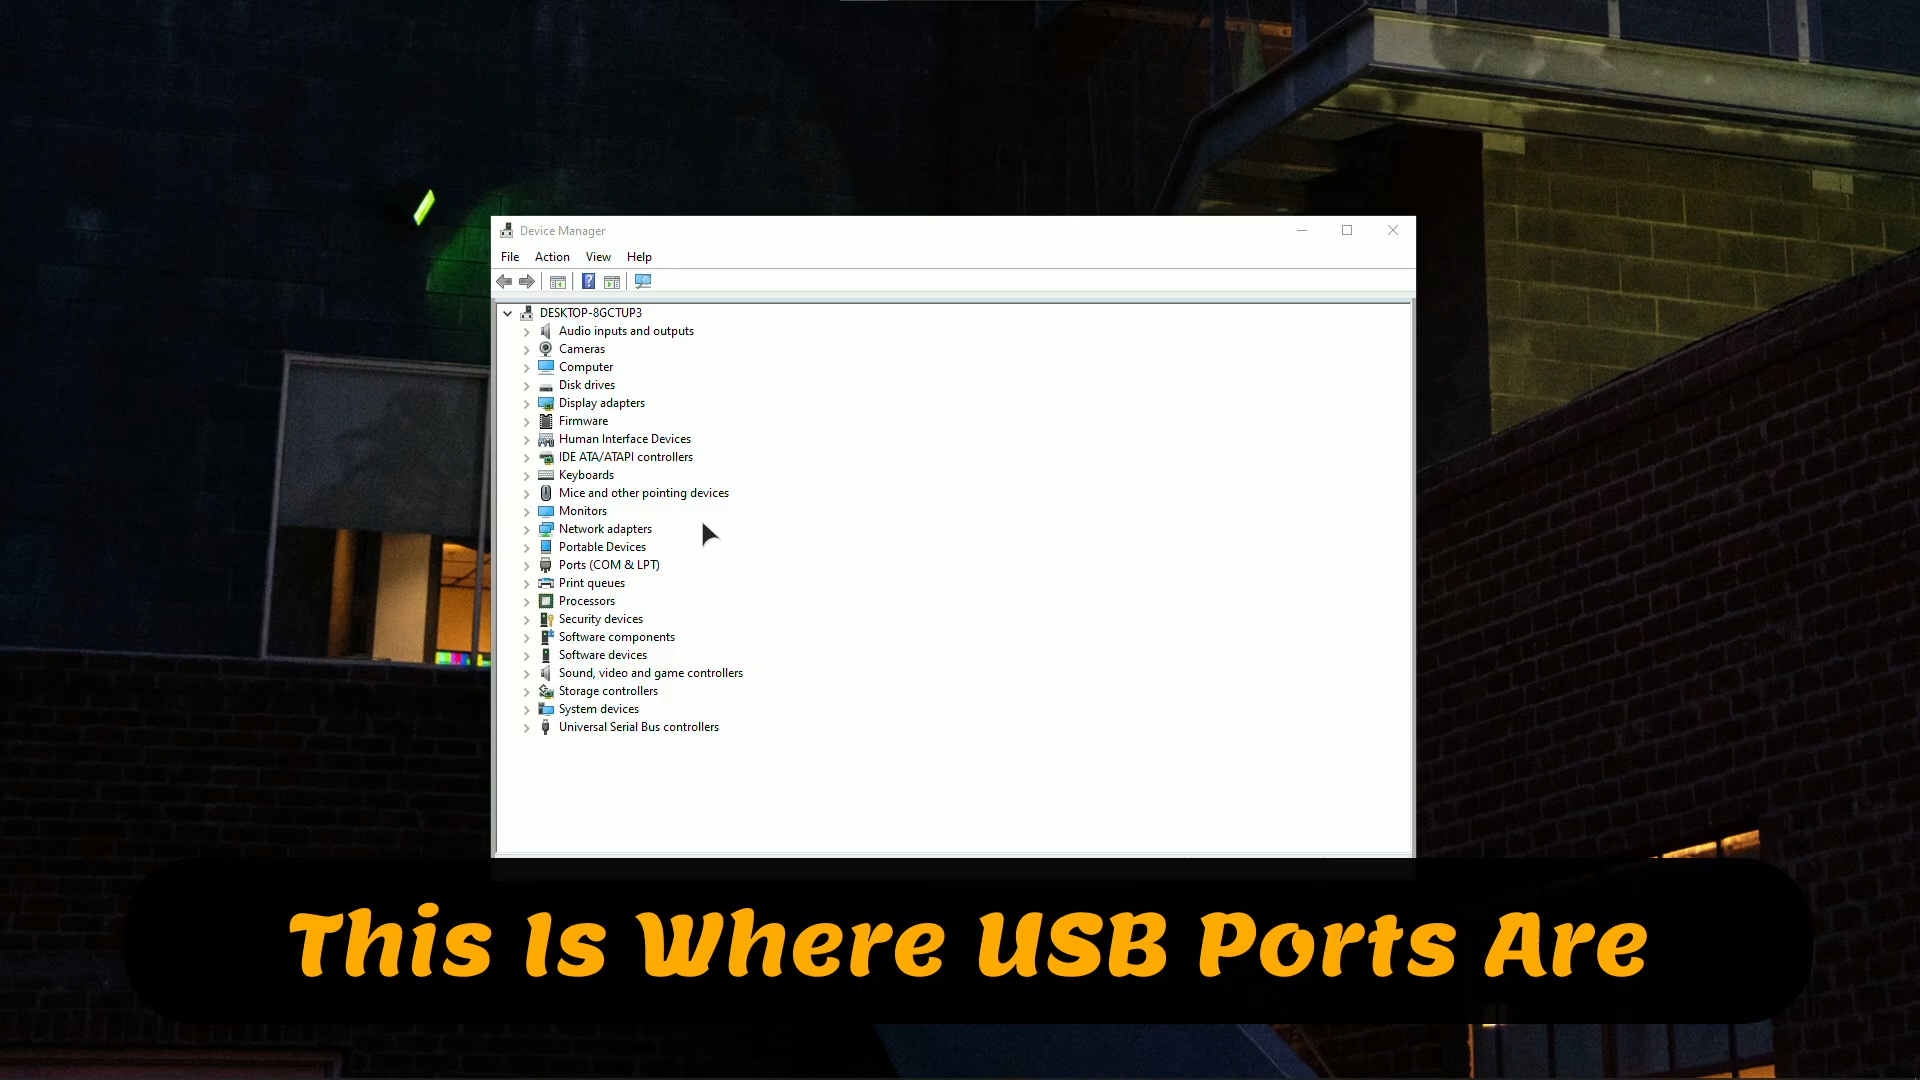 Device Manager
File Action View Help
DESKTOP-8GCTUP3
Audio inputs and outputs
Cameras
Computer
Disk drives
Display adapters
Firmware
Human Interface Devices
IDE ATA/ATAPI controllers
Keyboards
Mice and other pointing devices
Monitors
Network adapters
Portable Devices
Ports (COM & LPT)
Print queues
Processors
Security devices
Software components
Software devices
Sound, video and game controllers
Storage controllers
System devices
Universal Serial Bus controllers
This Is Where USB Ports Are